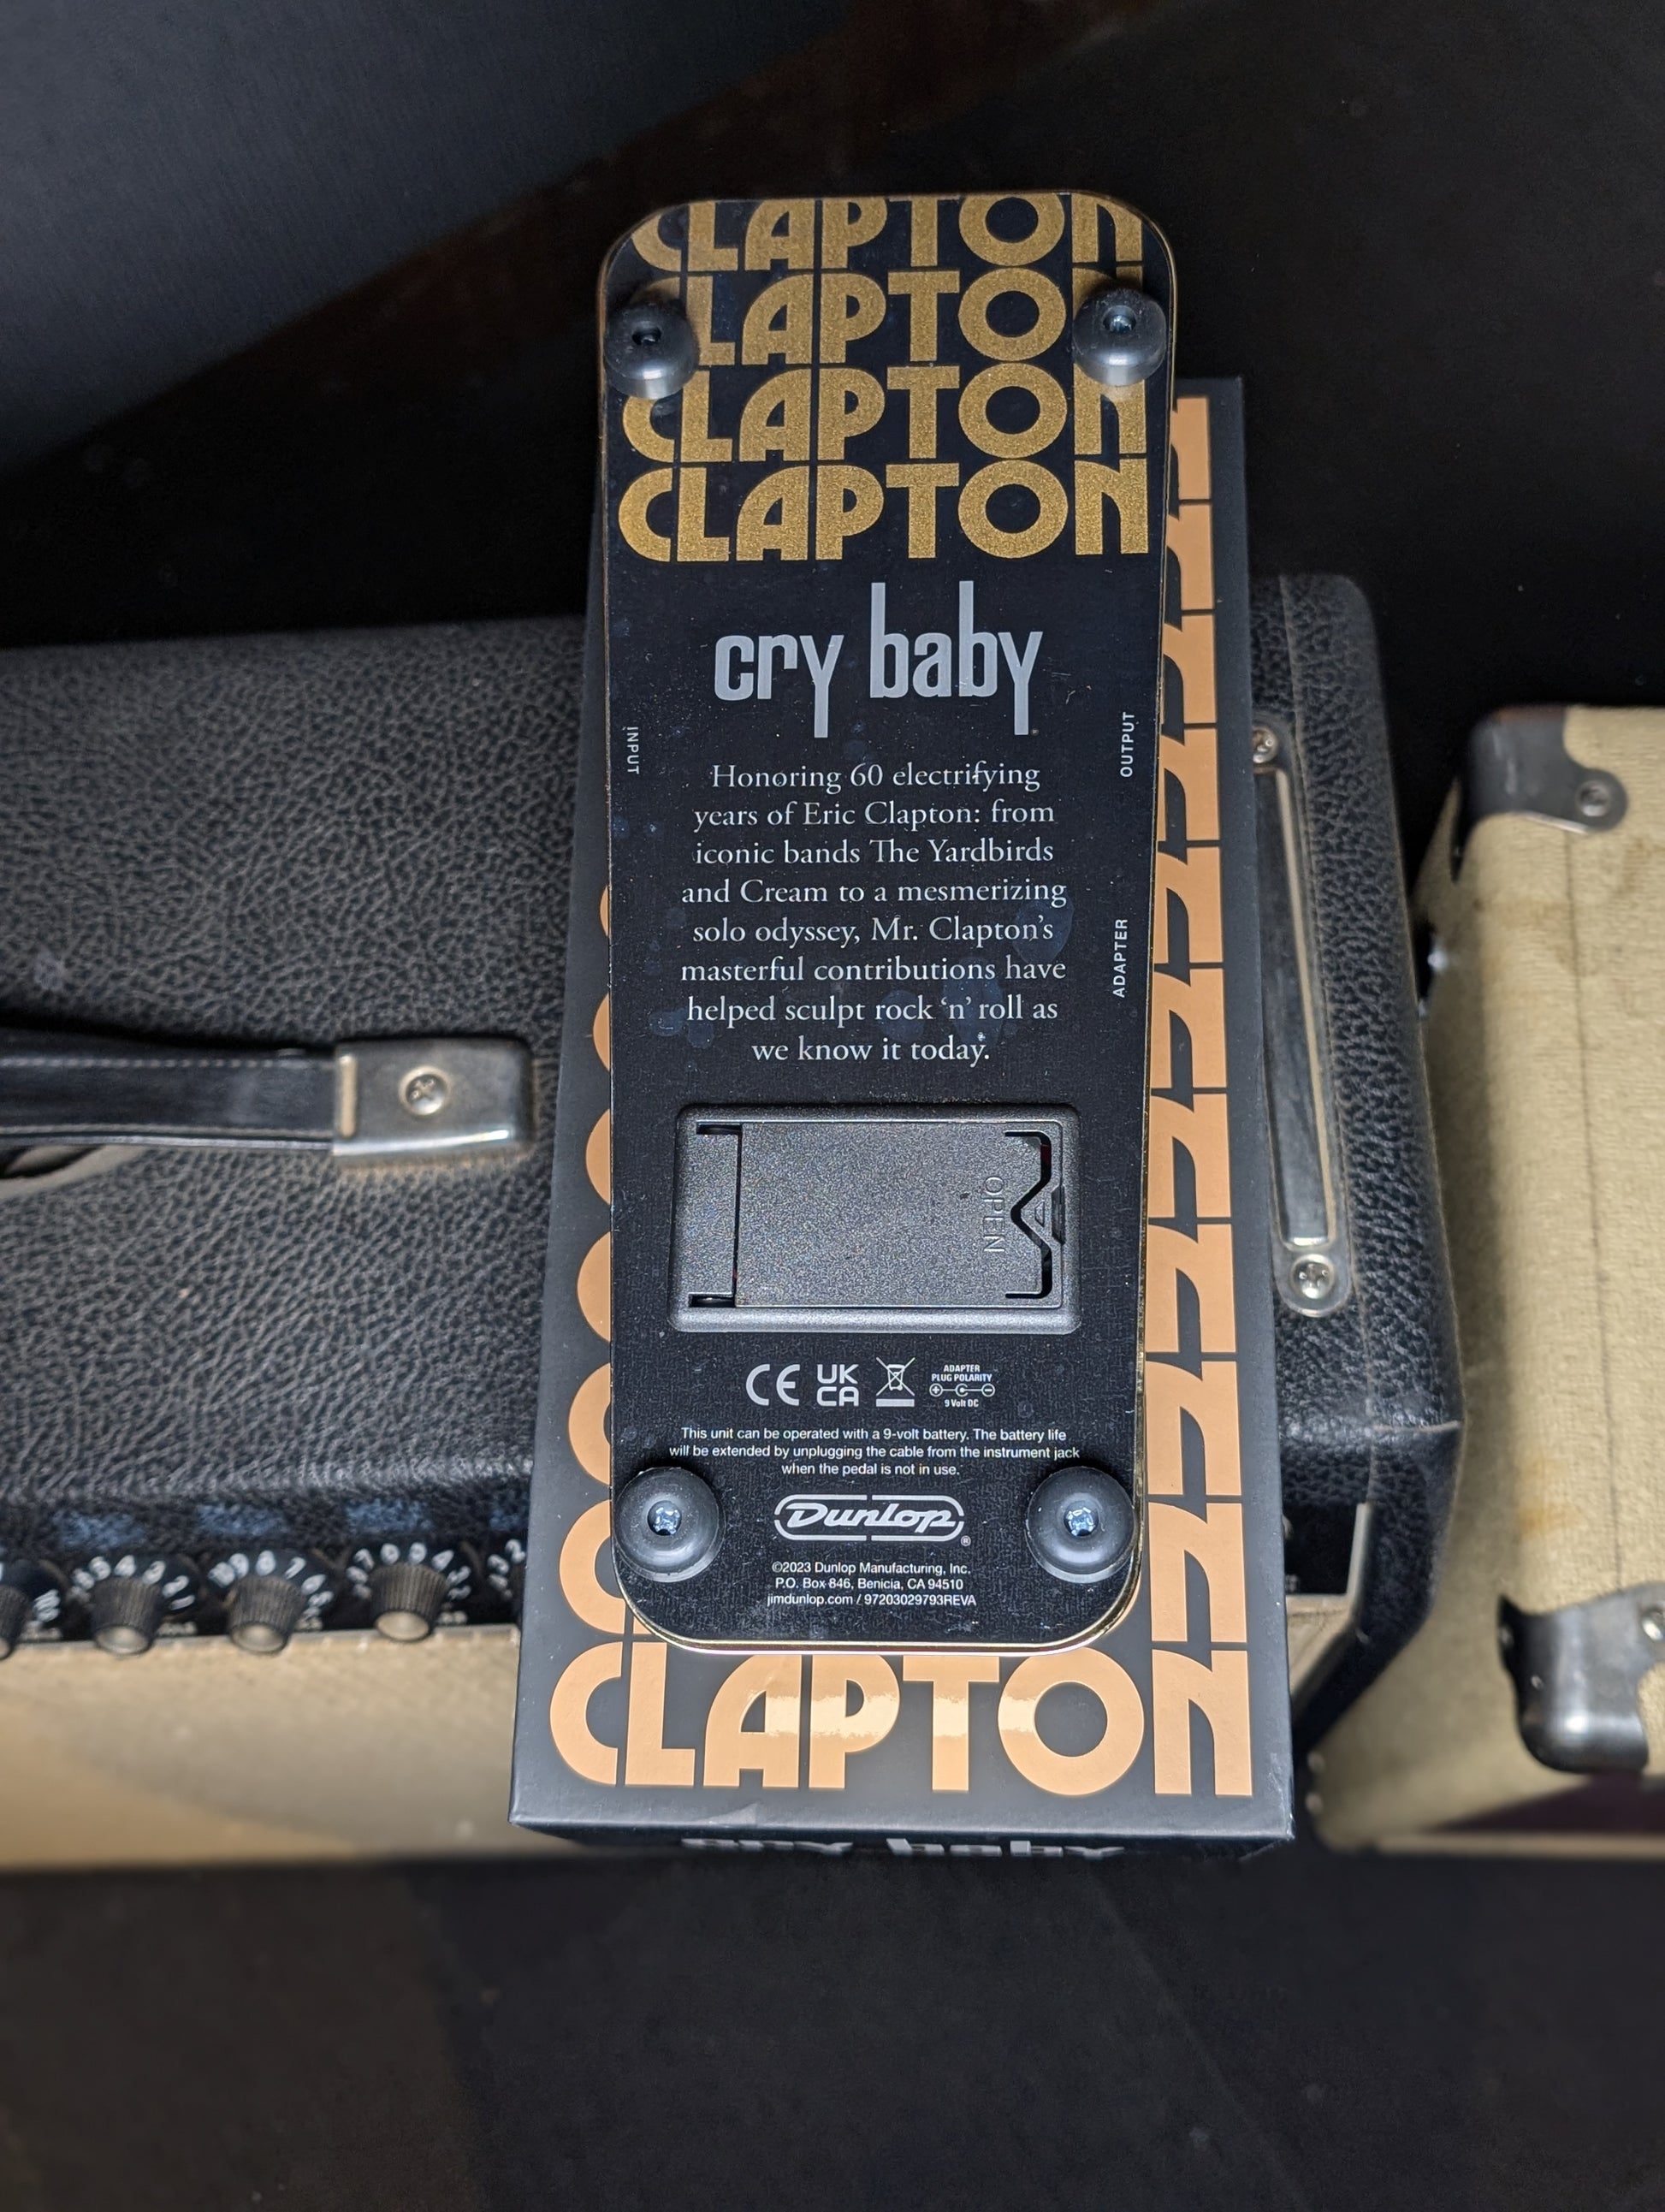 CLAPTON
CLAPTON
CLAPTON
CLAPTON
cry baby
INPUT
OUTPUT
Honoring 60 electrifying
years of Eric Clapton: from
iconic bands The Yardbirds
and Cream to a mesmerizing
solo odyssey, Mr. Clapton's
masterful contributions have
helped sculpt rock 'n' roll as
we know it today.
ADAPTER
OPEN
CE
UK
CA
ADAPTER
PLUG POLARITY
9 Volt DC
This unit can be operated with a 9-volt battery. The battery life
will be extended by unplugging the cable from the instrument jack
when the pedal is not in use.
Dunlop®
©2023 Dunlop Manufacturing, Inc.
P.O. Box 846, Benicia, CA 94510
jimdunlop.com / 97203029793REVA
CLAPTON
cry baby